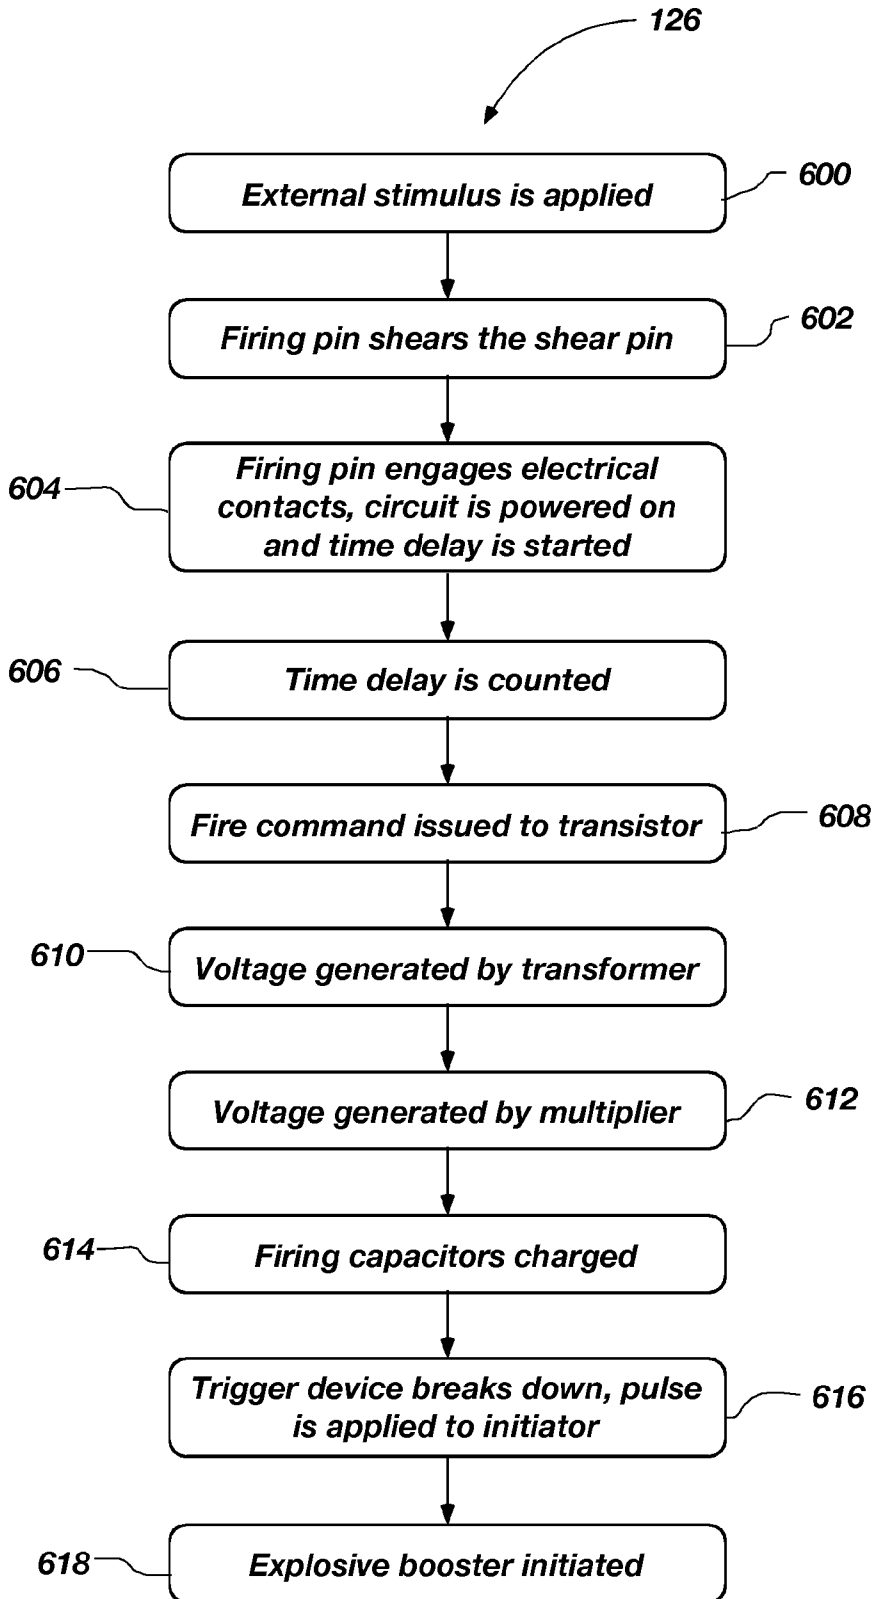 126
External stimulus is applied
600
Firing pin shears the shear pin
602
604
Firing pin engages electrical
contacts, circuit is powered on
and time delay is started
606
Time delay is counted
Fire command issued to transistor
608
610
Voltage generated by transformer
Voltage generated by multiplier
612
614
Firing capacitors charged
Trigger device breaks down, pulse
is applied to initiator
616
618
Explosive booster initiated